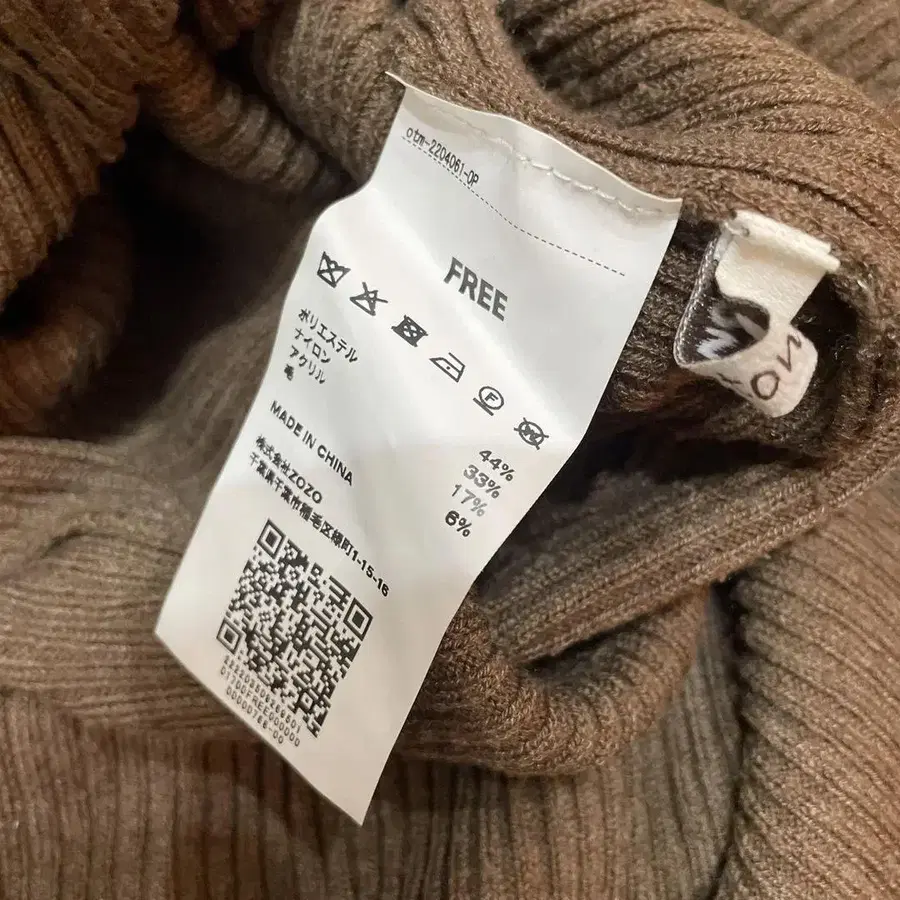 otm-2204061-OP
FREE
F
W
ポリエステル 44%
ナイロン 33%
アクリル 17%
毛 6%
MADE IN CHINA
株式会社ZOZO
千葉県千葉市稲毛区緑町1-15-16